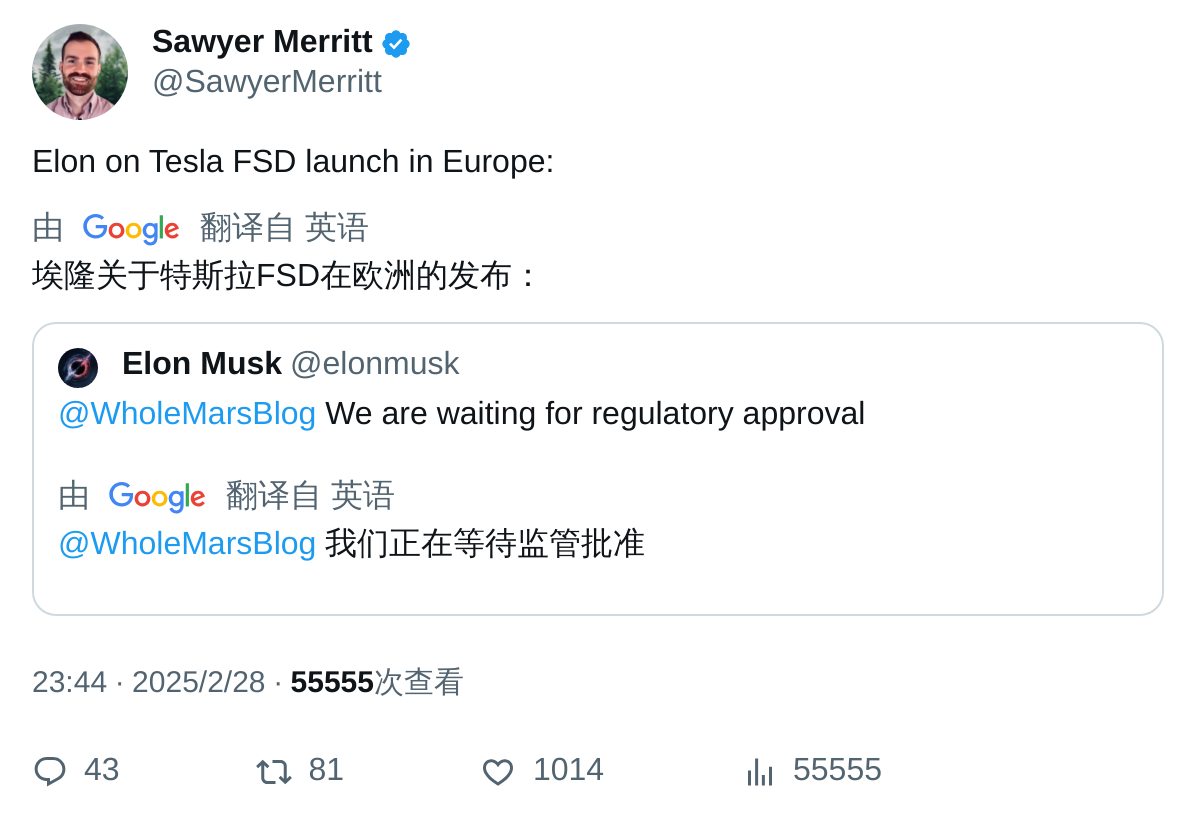 Sawyer Merritt
@SawyerMerritt
Elon on Tesla FSD launch in Europe:
由 Google 翻译自 英语
埃隆关于特斯拉FSD在欧洲的发布：
Elon Musk @elonmusk
@WholeMarsBlog We are waiting for regulatory approval
由 Google 翻译自 英语
@WholeMarsBlog 我们正在等待监管批准
23:44 · 2025/2/28 · 55555次查看
43 81 1014 55555